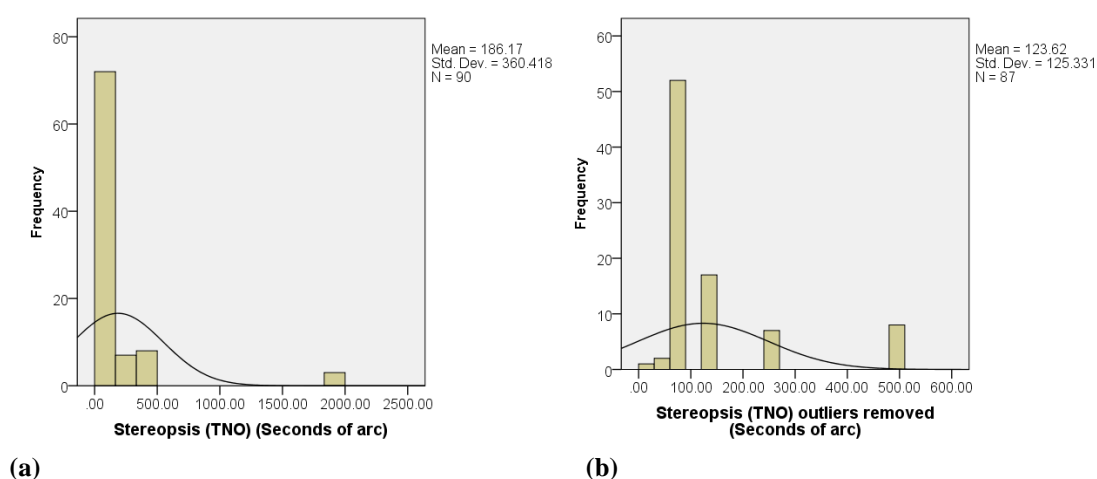 80
60
40
20
0
Frequency
.00 500.00 1000.00 1500.00 2000.00 2500.00
Stereopsis (TNO) (Seconds of arc)
Mean = 186.17
Std. Dev. = 360.418
N = 90
(a)
60
50
40
30
20
10
0
Frequency
.00 100.00 200.00 300.00 400.00 500.00 600.00
Stereopsis (TNO) outliers removed
(Seconds of arc)
Mean = 123.62
Std. Dev. = 125.331
N = 87
(b)